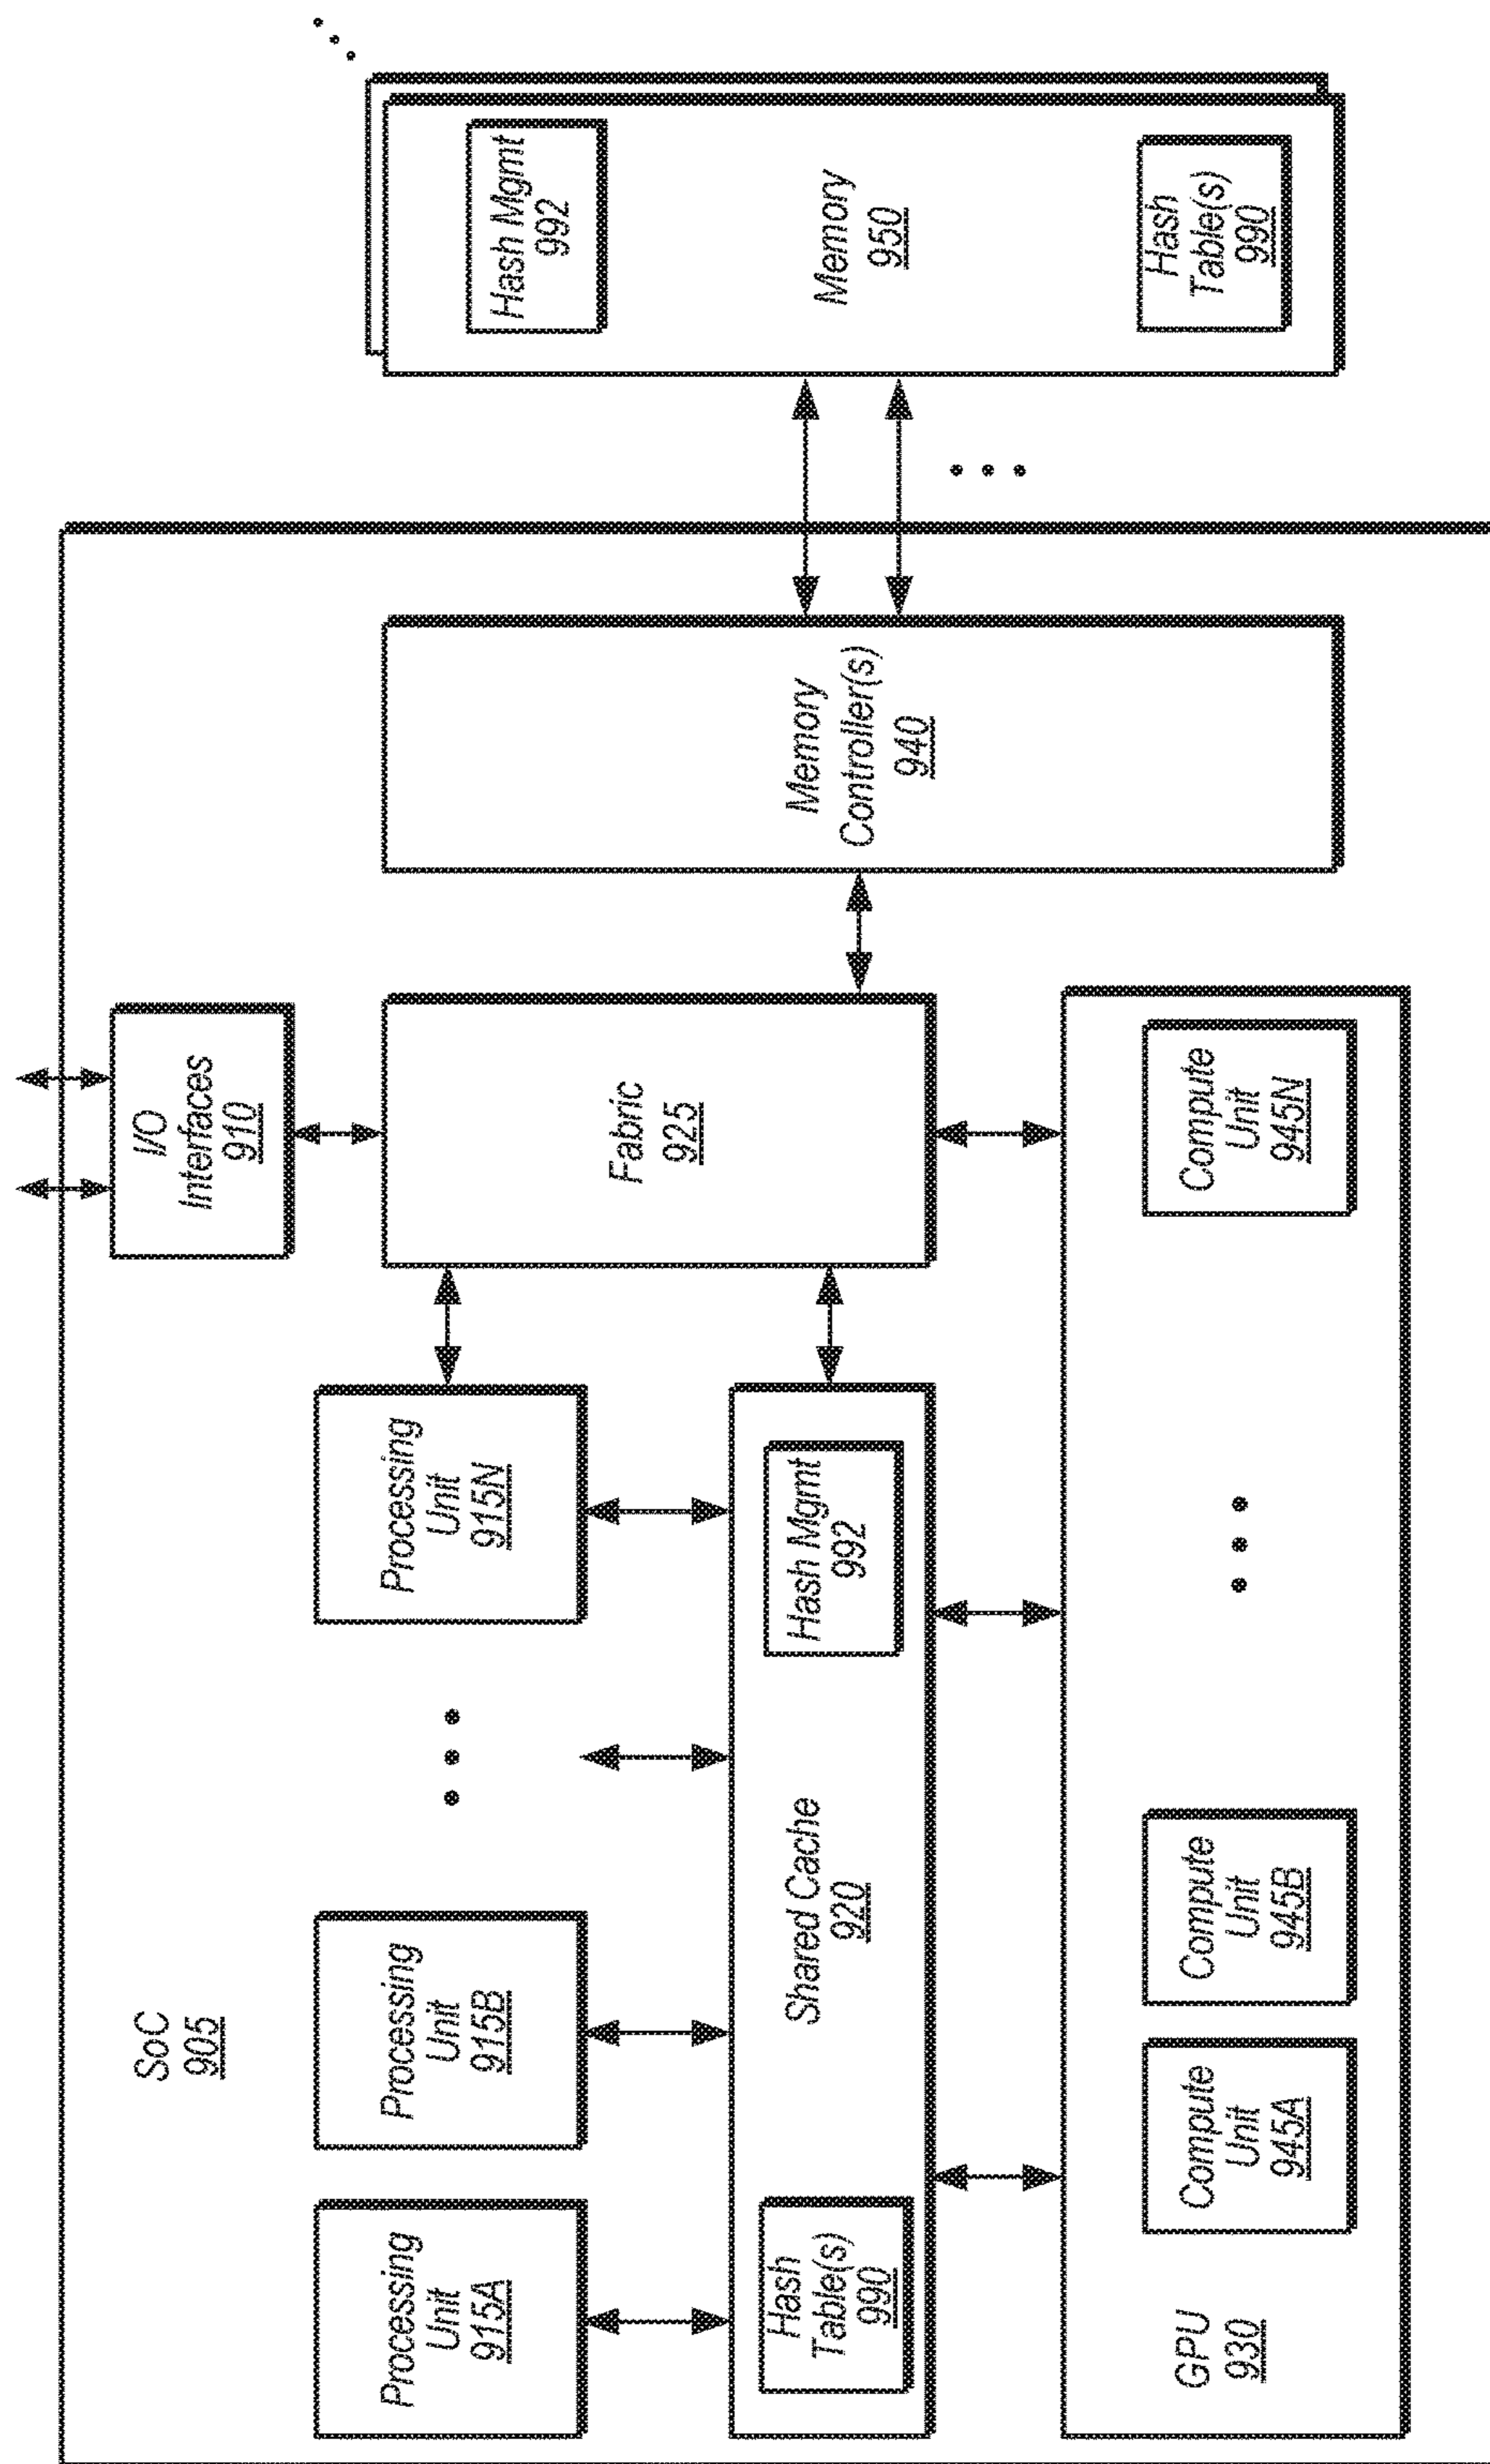 SoC
905
I/O
Interfaces
910
Processing
Unit
915A
Processing
Unit
915B
Processing
Unit
915N
Fabric
925
Memory
Controller(s)
940
Hash Mgmt
992
Memory
950
Hash
Table(s)
990
Hash
Table(s)
990
Shared Cache
920
Hash Mgmt
992
GPU
930
Compute
Unit
945A
Compute
Unit
945B
Compute
Unit
945N